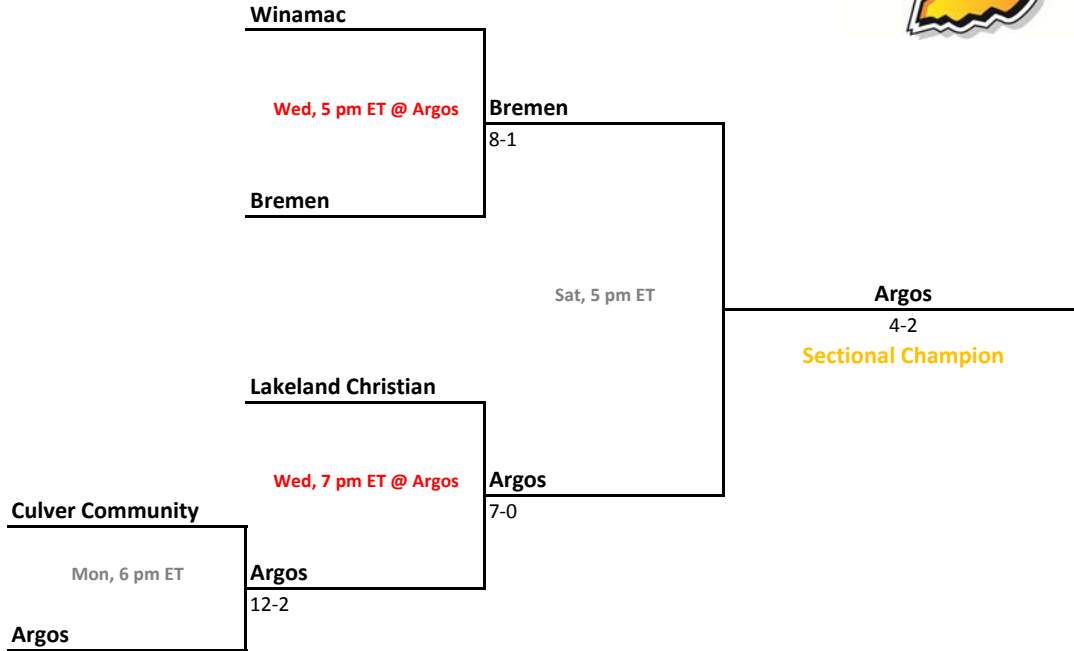 Winamac
Wed, 5 pm ET @ Argos
Bremen
8-1
Bremen
Sat, 5 pm ET
Argos
4-2
Sectional Champion
Lakeland Christian
Wed, 7 pm ET @ Argos
Argos
7-0
Culver Community
Mon, 6 pm ET
Argos
12-2
Argos